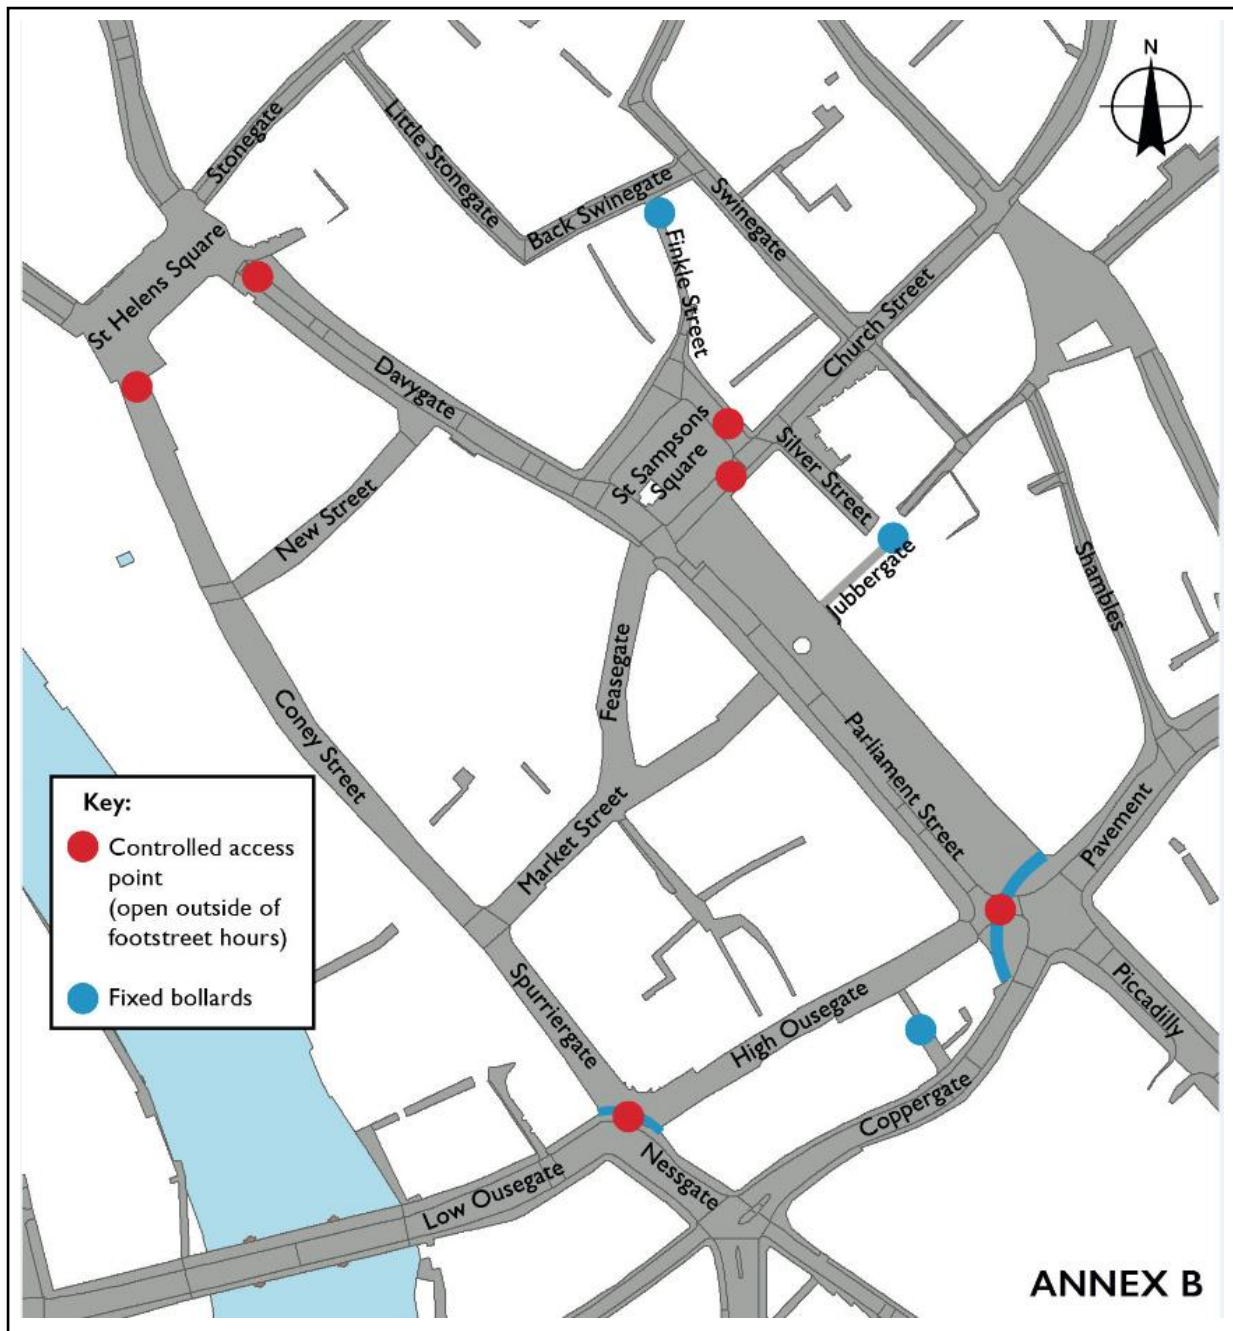 N
Stonegate
Little Stonegate
Back Swinegate
Swinegate
St Helens Square
Finkle Street
Church Street
Davygate
St Sampsons
Square
Silver Street
New Street
Jubbergate
Shambles
Feasegate
Coney Street
Parliament Street
Market Street
Pavement
Key:
Controlled access
point
(open outside of
footstreet hours)
Fixed bollards
Spurriergate
High Ousegate
Piccadilly
Coppergate
Low Ousegate
Nessgate
ANNEX B